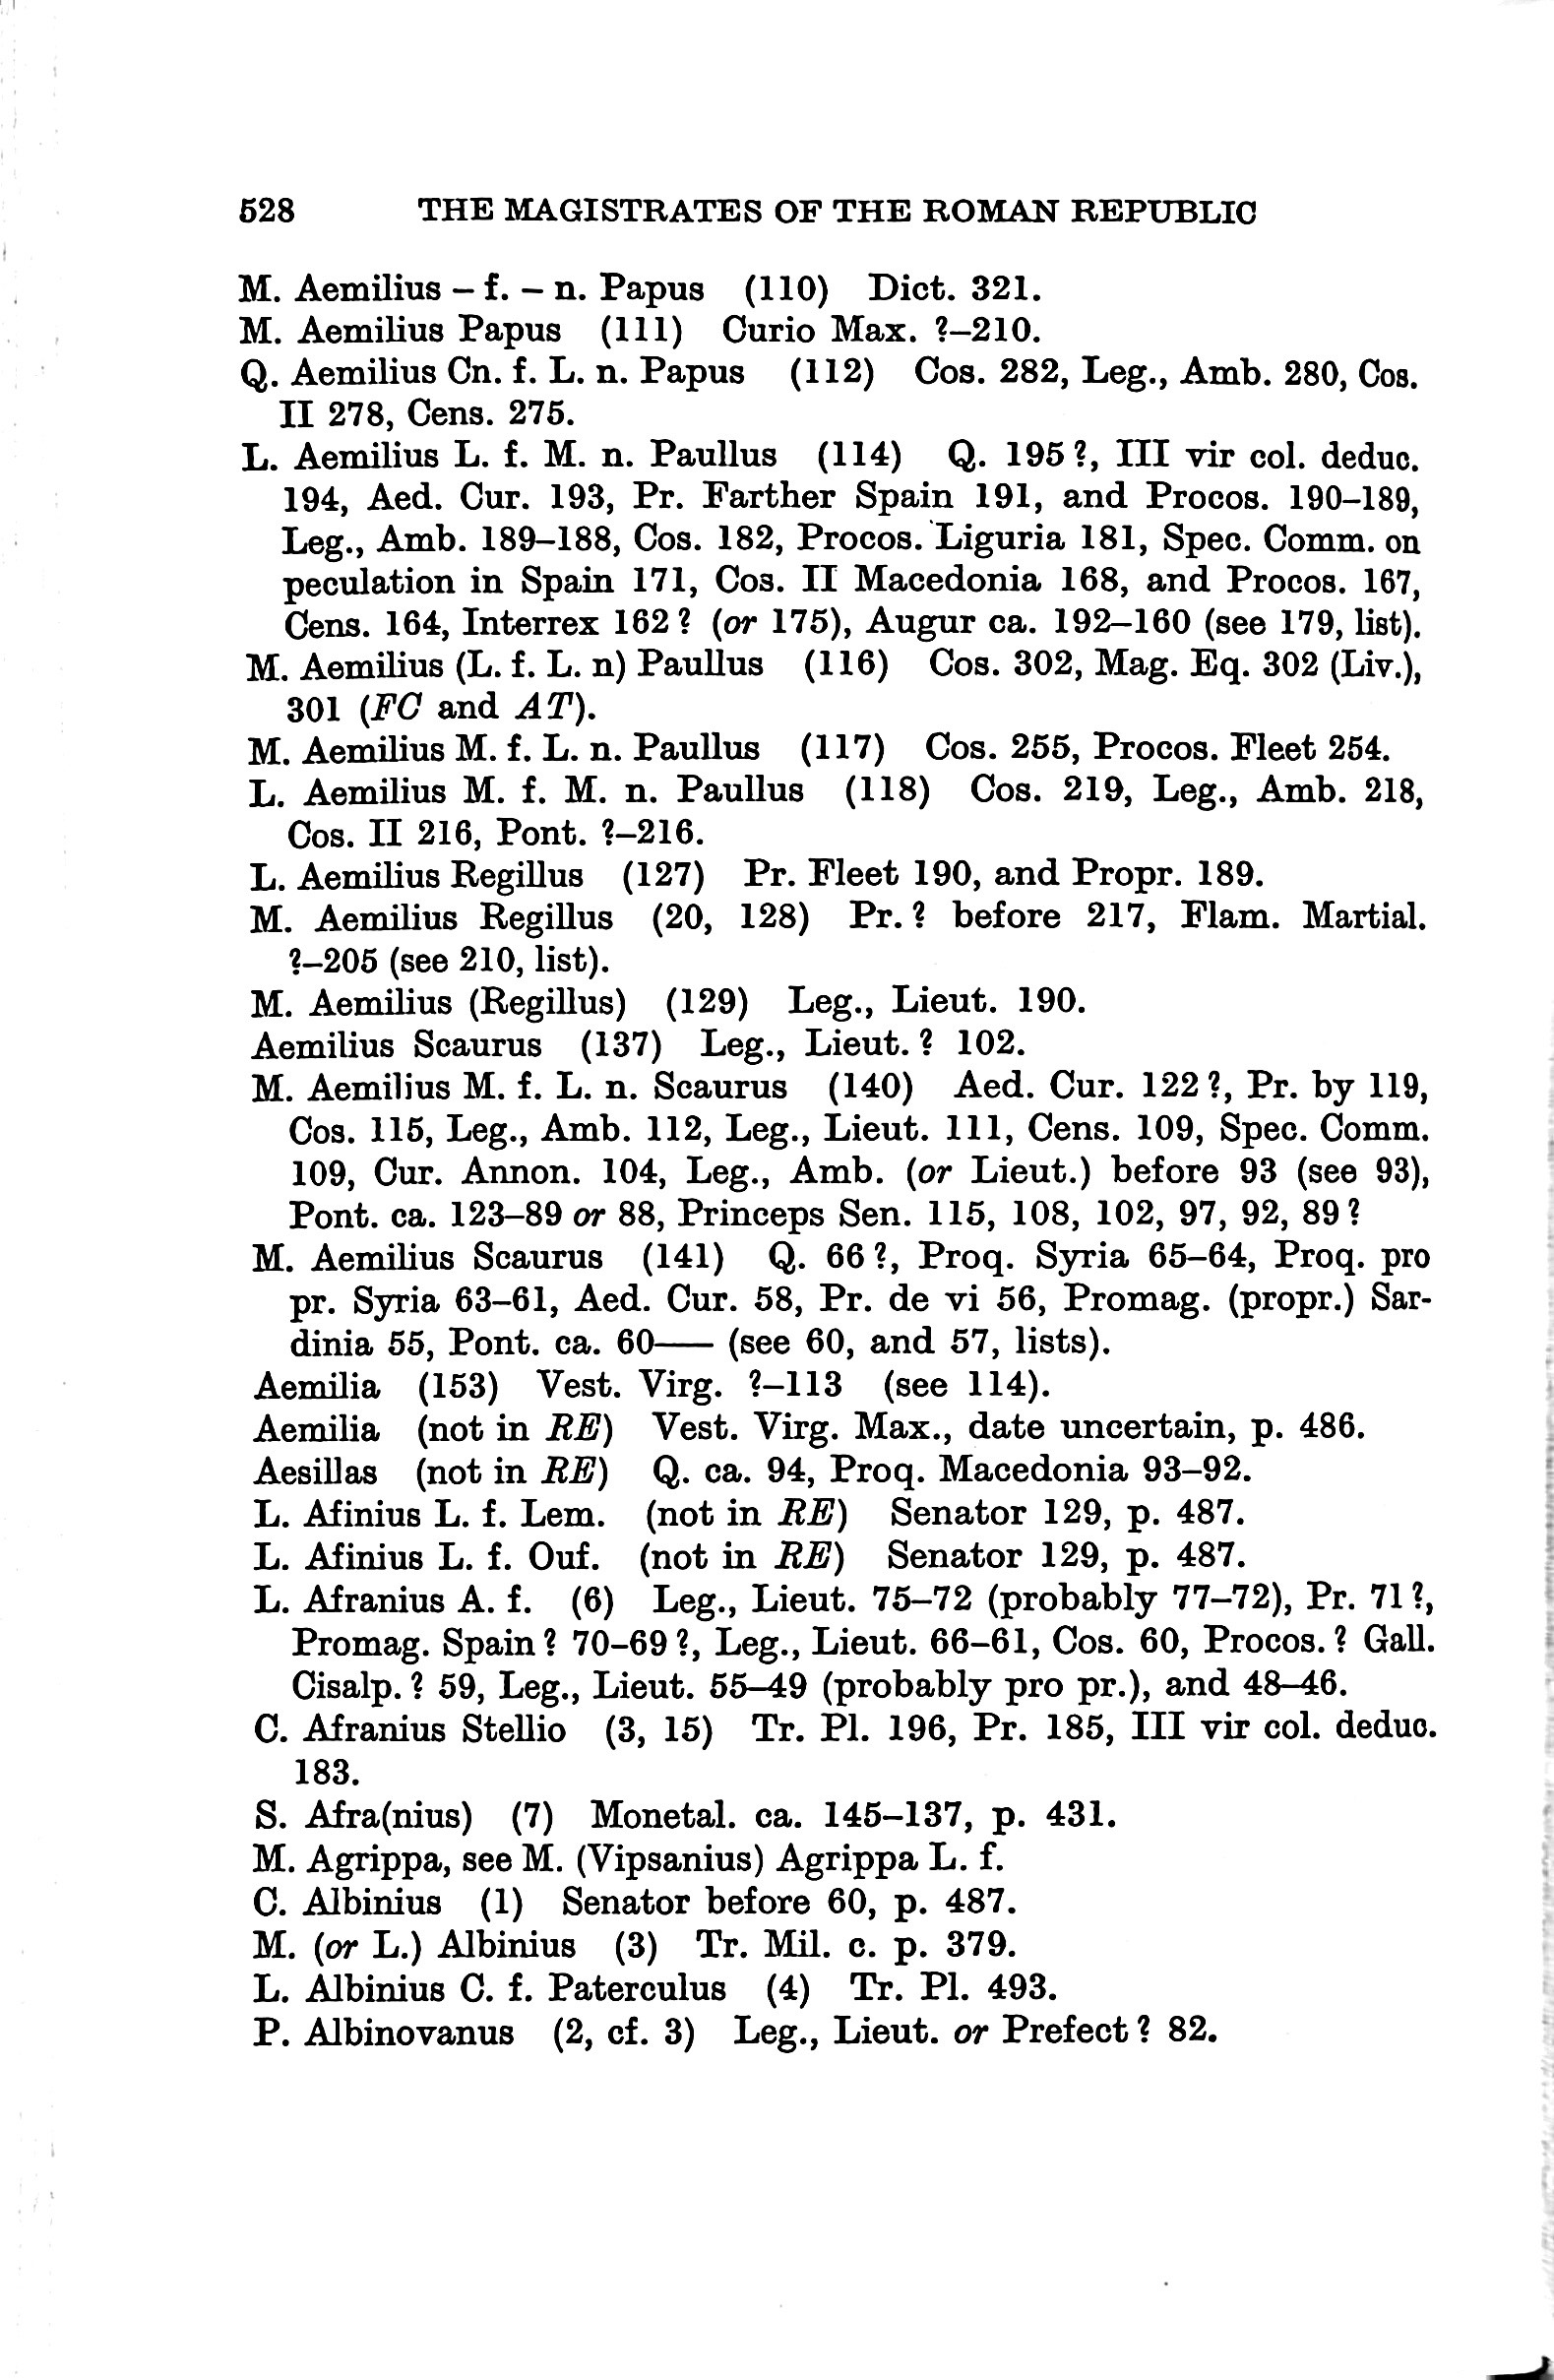 528 THE MAGISTRATES OF THE ROMAN REPUBLIC
M. Aemilius – f. – n. Papus (110) Dict. 321.
M. Aemilius Papus (111) Curio Max. ?–210.
Q. Aemilius Cn. f. L. n. Papus (112) Cos. 282, Leg., Amb. 280, Cos.
II 278, Cens. 275.
L. Aemilius L. f. M. n. Paullus (114) Q. 195?, III vir col. deduc.
194, Aed. Cur. 193, Pr. Farther Spain 191, and Procos. 190–189,
Leg., Amb. 189–188, Cos. 182, Procos. Liguria 181, Spec. Comm. on
peculation in Spain 171, Cos. II Macedonia 168, and Procos. 167,
Cens. 164, Interrex 162? (or 175), Augur ca. 192–160 (see 179, list).
M. Aemilius (L. f. L. n) Paullus (116) Cos. 302, Mag. Eq. 302 (Liv.),
301 (FC and AT).
M. Aemilius M. f. L. n. Paullus (117) Cos. 255, Procos. Fleet 254.
L. Aemilius M. f. M. n. Paullus (118) Cos. 219, Leg., Amb. 218,
Cos. II 216, Pont. ?–216.
L. Aemilius Regillus (127) Pr. Fleet 190, and Propr. 189.
M. Aemilius Regillus (20, 128) Pr.? before 217, Flam. Martial.
?–205 (see 210, list).
M. Aemilius (Regillus) (129) Leg., Lieut. 190.
Aemilius Scaurus (137) Leg., Lieut.? 102.
M. Aemilius M. f. L. n. Scaurus (140) Aed. Cur. 122?, Pr. by 119,
Cos. 115, Leg., Amb. 112, Leg., Lieut. 111, Cens. 109, Spec. Comm.
109, Cur. Annon. 104, Leg., Amb. (or Lieut.) before 93 (see 93),
Pont. ca. 123–89 or 88, Princeps Sen. 115, 108, 102, 97, 92, 89?
M. Aemilius Scaurus (141) Q. 66?, Proq. Syria 65–64, Proq. pro
pr. Syria 63–61, Aed. Cur. 58, Pr. de vi 56, Promag. (propr.) Sar-
dinia 55, Pont. ca. 60—— (see 60, and 57, lists).
Aemilia (153) Vest. Virg. ?–113 (see 114).
Aemilia (not in RE) Vest. Virg. Max., date uncertain, p. 486.
Aesillas (not in RE) Q. ca. 94, Proq. Macedonia 93–92.
L. Afinius L. f. Lem. (not in RE) Senator 129, p. 487.
L. Afinius L. f. Ouf. (not in RE) Senator 129, p. 487.
L. Afranius A. f. (6) Leg., Lieut. 75–72 (probably 77–72), Pr. 71?,
Promag. Spain? 70–69?, Leg., Lieut. 66–61, Cos. 60, Procos.? Gall.
Cisalp.? 59, Leg., Lieut. 55–49 (probably pro pr.), and 48–46.
C. Afranius Stellio (3, 15) Tr. Pl. 196, Pr. 185, III vir col. deduc.
183.
S. Afra(nius) (7) Monetal. ca. 145–137, p. 431.
M. Agrippa, see M. (Vipsanius) Agrippa L. f.
C. Albinius (1) Senator before 60, p. 487.
M. (or L.) Albinius (3) Tr. Mil. c. p. 379.
L. Albinius C. f. Paterculus (4) Tr. Pl. 493.
P. Albinovanus (2, cf. 3) Leg., Lieut. or Prefect? 82.